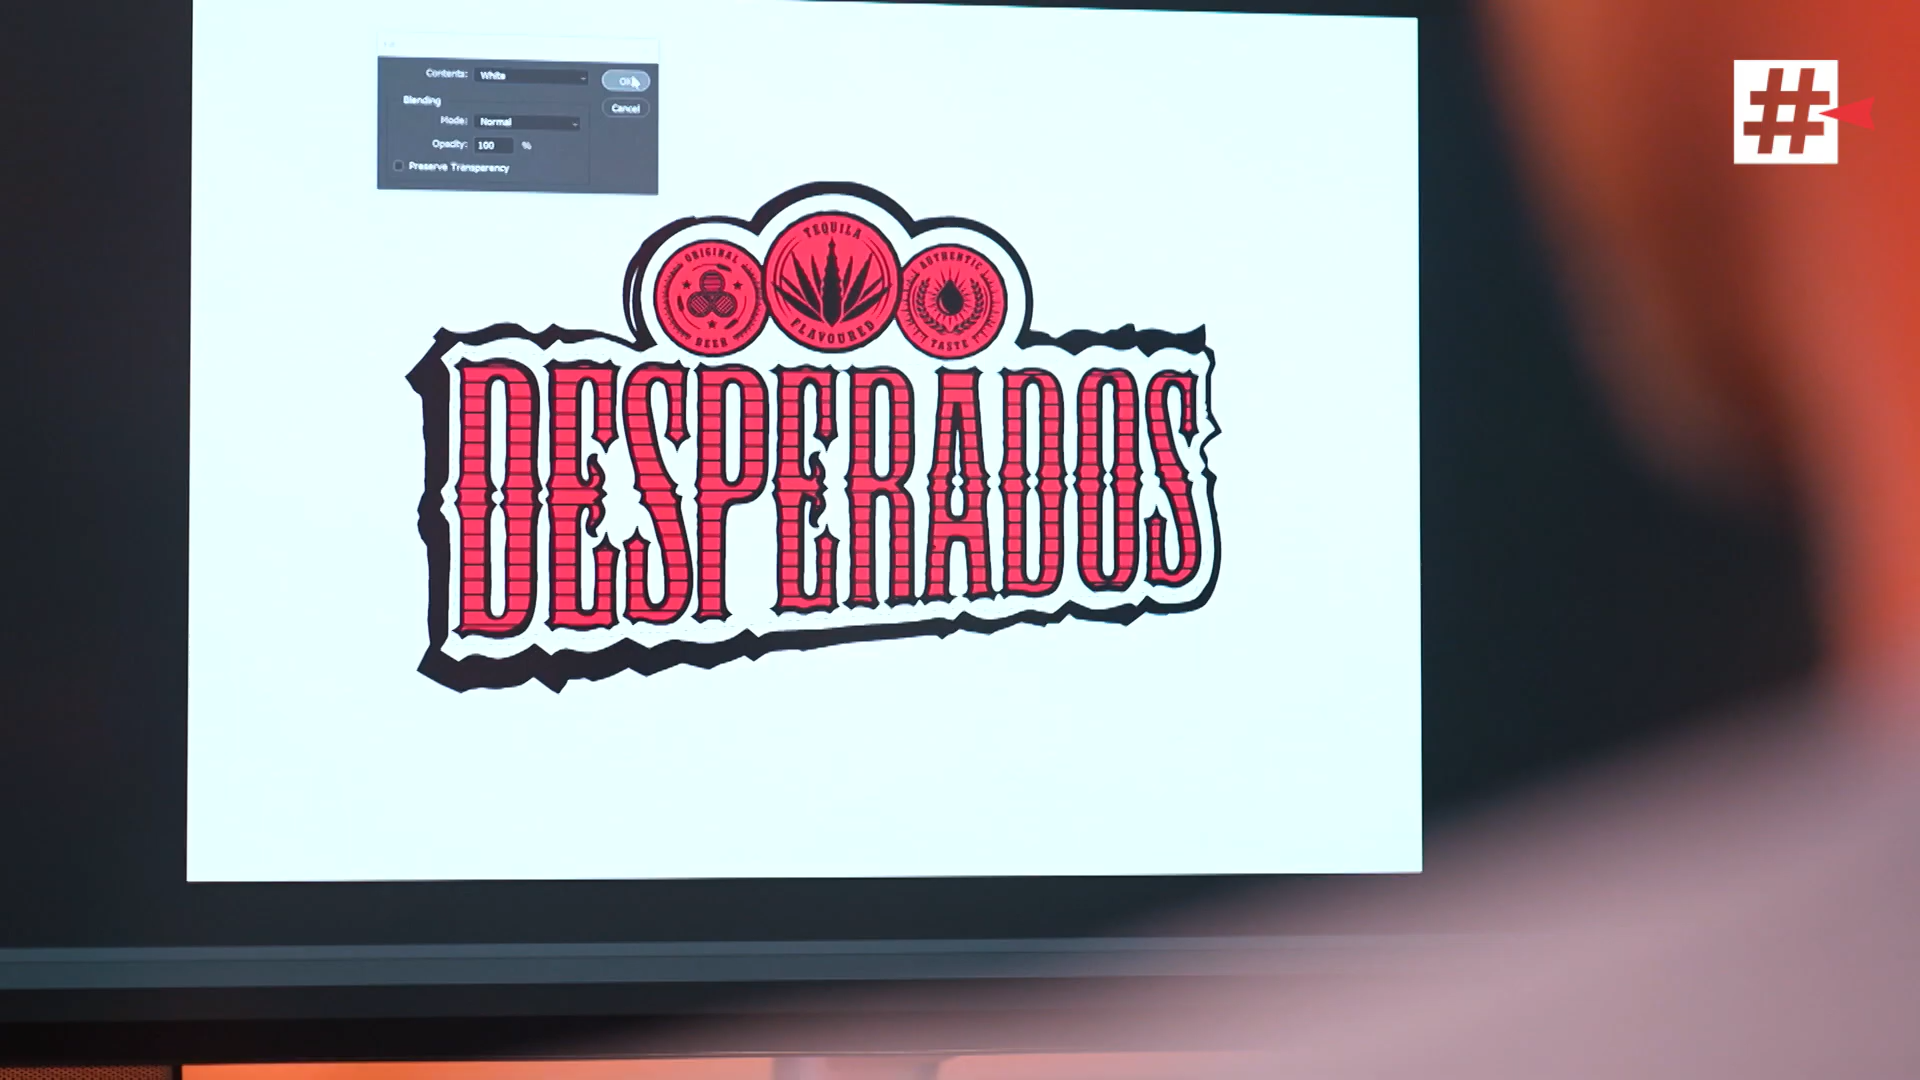 Contents: White
OK
Blending
Cancel
Mode: Normal
Opacity: 100 %
Preserve Transparency
#
TEQUILA
FLAVOURED
ORIGINAL
BEER
AUTHENTIC
TASTE
DESPERADOS